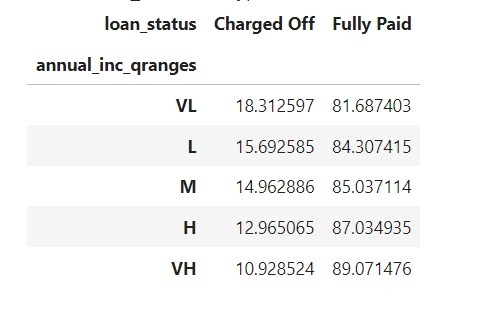 loan_status Charged Off Fully Paid
annual_inc_qranges
VL 18.312597 81.687403
L 15.692585 84.307415
M 14.962886 85.037114
H 12.965065 87.034935
VH 10.928524 89.071476